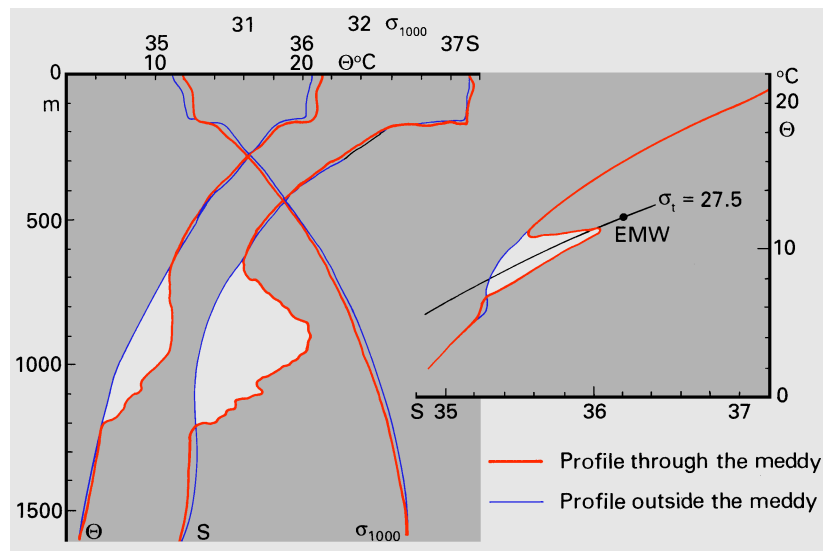 31 32 σ1000
35 36 37S
10 20 Θ°C
0
m
500
1000
1500
Θ S σ1000
°C
20
Θ
σt = 27.5
EMW
10
0
S 35 36 37
Profile through the meddy
Profile outside the meddy